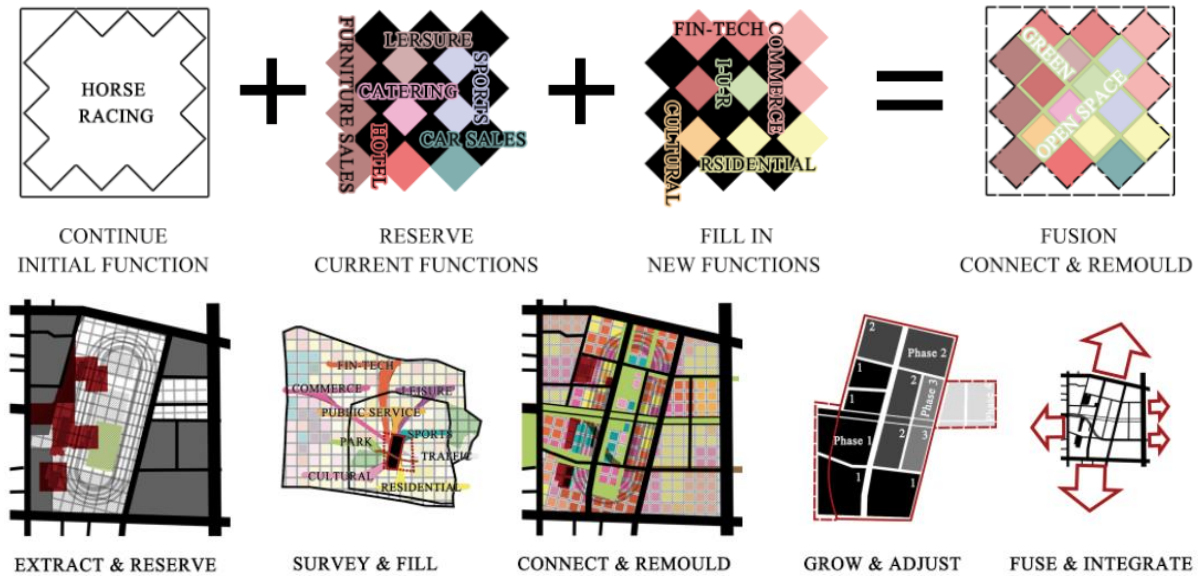 HORSE
RACING
FURNITURE SALES
LERSURE
SPORTS
CATERING
HOTEL
CAR SALES
FIN-TECH
COMMERCE
I-U-R
CULTURAL
RSIDENTIAL
GREEN
OPEN SPACE
CONTINUE
INITIAL FUNCTION
RESERVE
CURRENT FUNCTIONS
FILL IN
NEW FUNCTIONS
FUSION
CONNECT & REMOULD
FIN-TECH
COMMERCE
LEISURE
PUBLIC SERVICE
PARK
SPORTS
TRAFFIC
CULTURAL
RESIDENTIAL
2
Phase 2
1
2
Phase 3
1
Phase 1
2
3
1
1
EXTRACT & RESERVE
SURVEY & FILL
CONNECT & REMOULD
GROW & ADJUST
FUSE & INTEGRATE